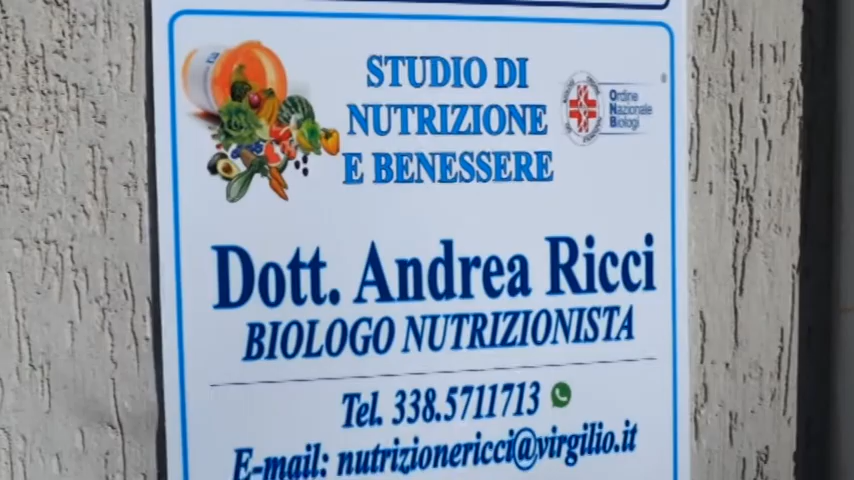 STUDIO DI
NUTRIZIONE
E BENESSERE
Ordine
Nazionale
Biologi
Dott. Andrea Ricci
BIOLOGO NUTRIZIONISTA
Tel. 338.5711713
E-mail: nutrizionericci@virgilio.it